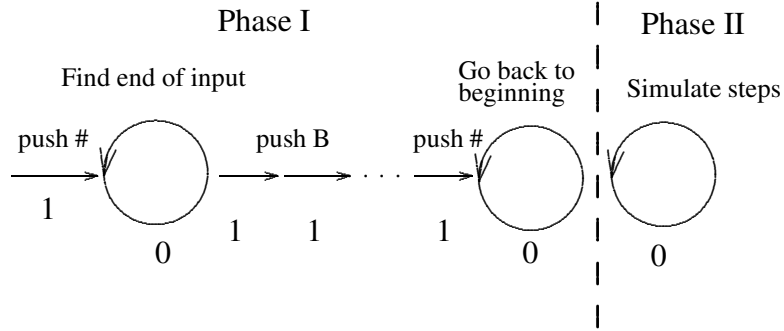 Phase I
Phase II
Find end of input
Go back to
beginning
Simulate steps
push #
push B
. . . .
push #
1
0
1
1
1
0
0